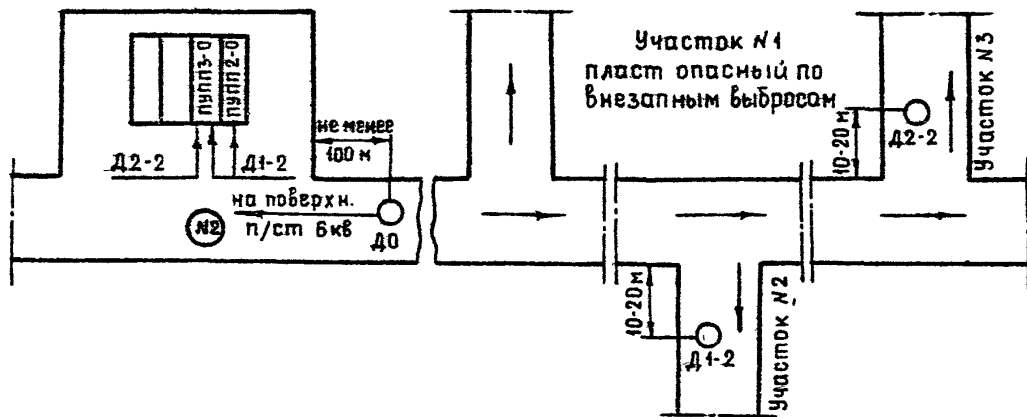 ПУПП3-0
ПУПП2-0
Д2-2
Д1-2
не менее
100 м
на поверхн.
п/ст 6кв
N2
Д0
Участок N1
пласт опасный по
внезапным выбросам
10-20 м
Д2-2
Участок N3
10-20 м
Д1-2
Участок N2